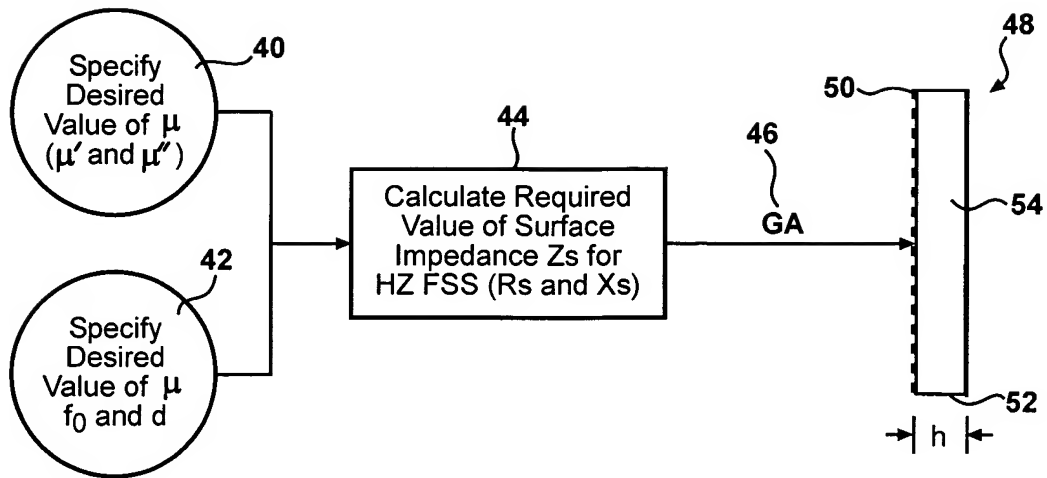 40
Specify
Desired
Value of μ
(μ′ and μ″)
42
Specify
Desired
Value of μ
f0 and d
44
Calculate Required
Value of Surface
Impedance Zs for
HZ FSS (Rs and Xs)
46
GA
48
50
54
52
h